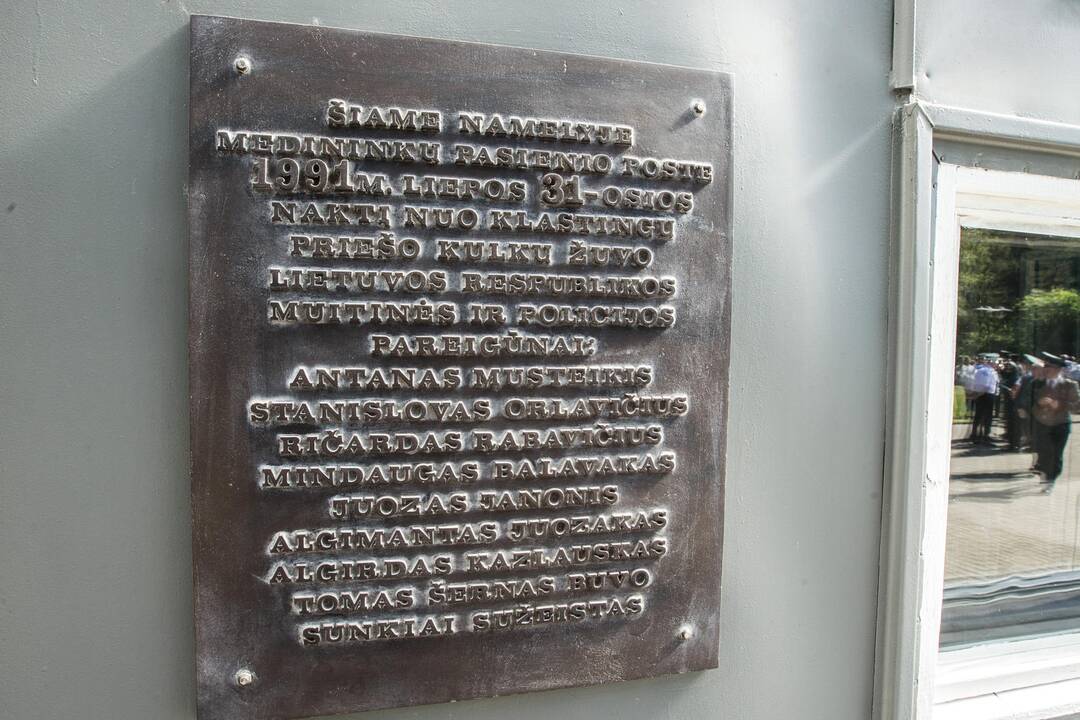 ŠIAME NAMELYJE
MEDININKŲ PASIENIO POSTE
1991 M. LIEPOS 31-OSIOS
NAKTĮ NUO KLASTINGŲ
PRIEŠO KULKŲ ŽUVO
LIETUVOS RESPUBLIKOS
MUITINĖS IR POLICIJOS
PAREIGŪNAI:
ANTANAS MUSTEIKIS
STANISLOVAS ORLAVIČIUS
RIČARDAS RABAVIČIUS
MINDAUGAS BALAVAKAS
JUOZAS JANONIS
ALGIMANTAS JUOZAKAS
ALGIRDAS KAZLAUSKAS
TOMAS ŠERNAS BUVO
SUNKIAI SUŽEISTAS